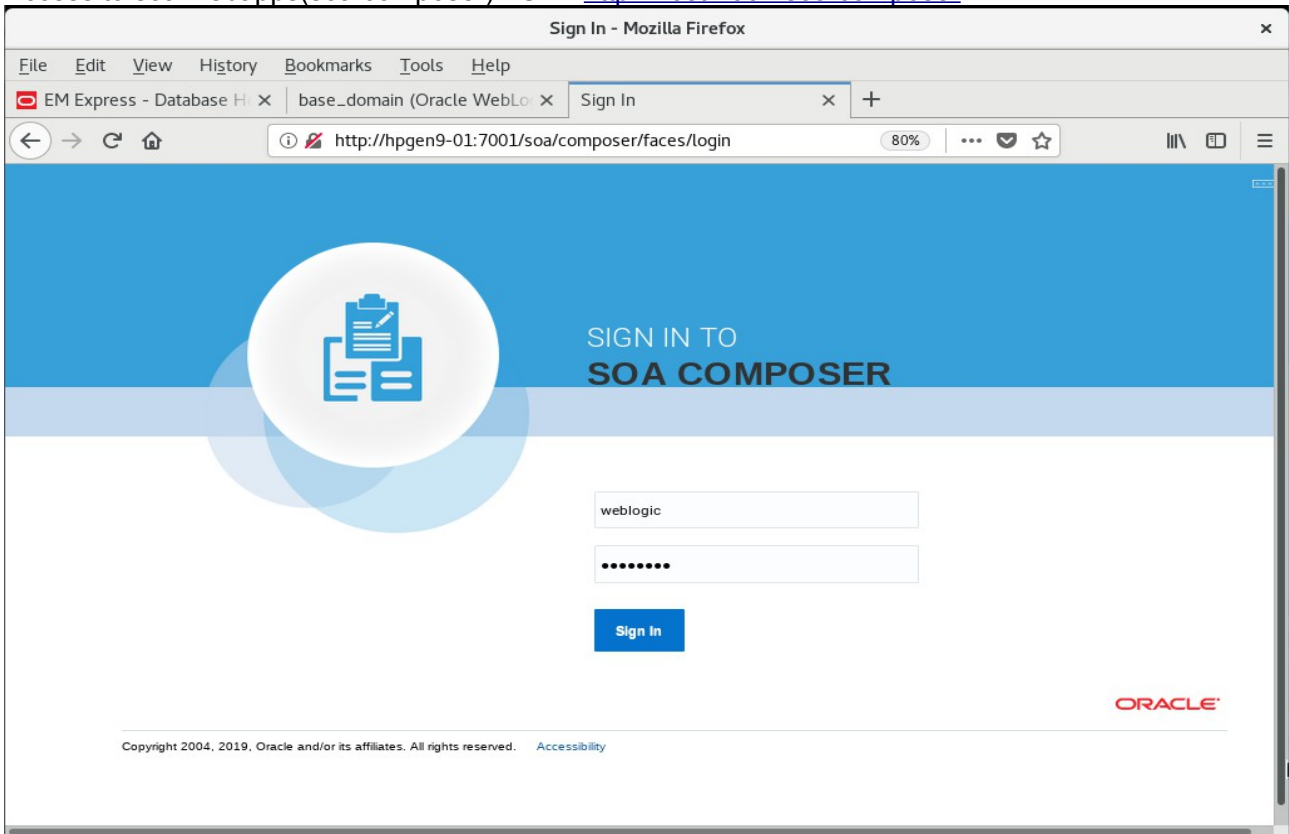 Sign In - Mozilla Firefox
File Edit View History Bookmarks Tools Help
EM Express - Database H base_domain (Oracle WebLo Sign In
http://hpgen9-01:7001/soa/composer/faces/login 80%
SIGN IN TO
SOA COMPOSER
weblogic
••••••••
Sign In
ORACLE
Copyright 2004, 2019, Oracle and/or its affiliates. All rights reserved. Accessibility